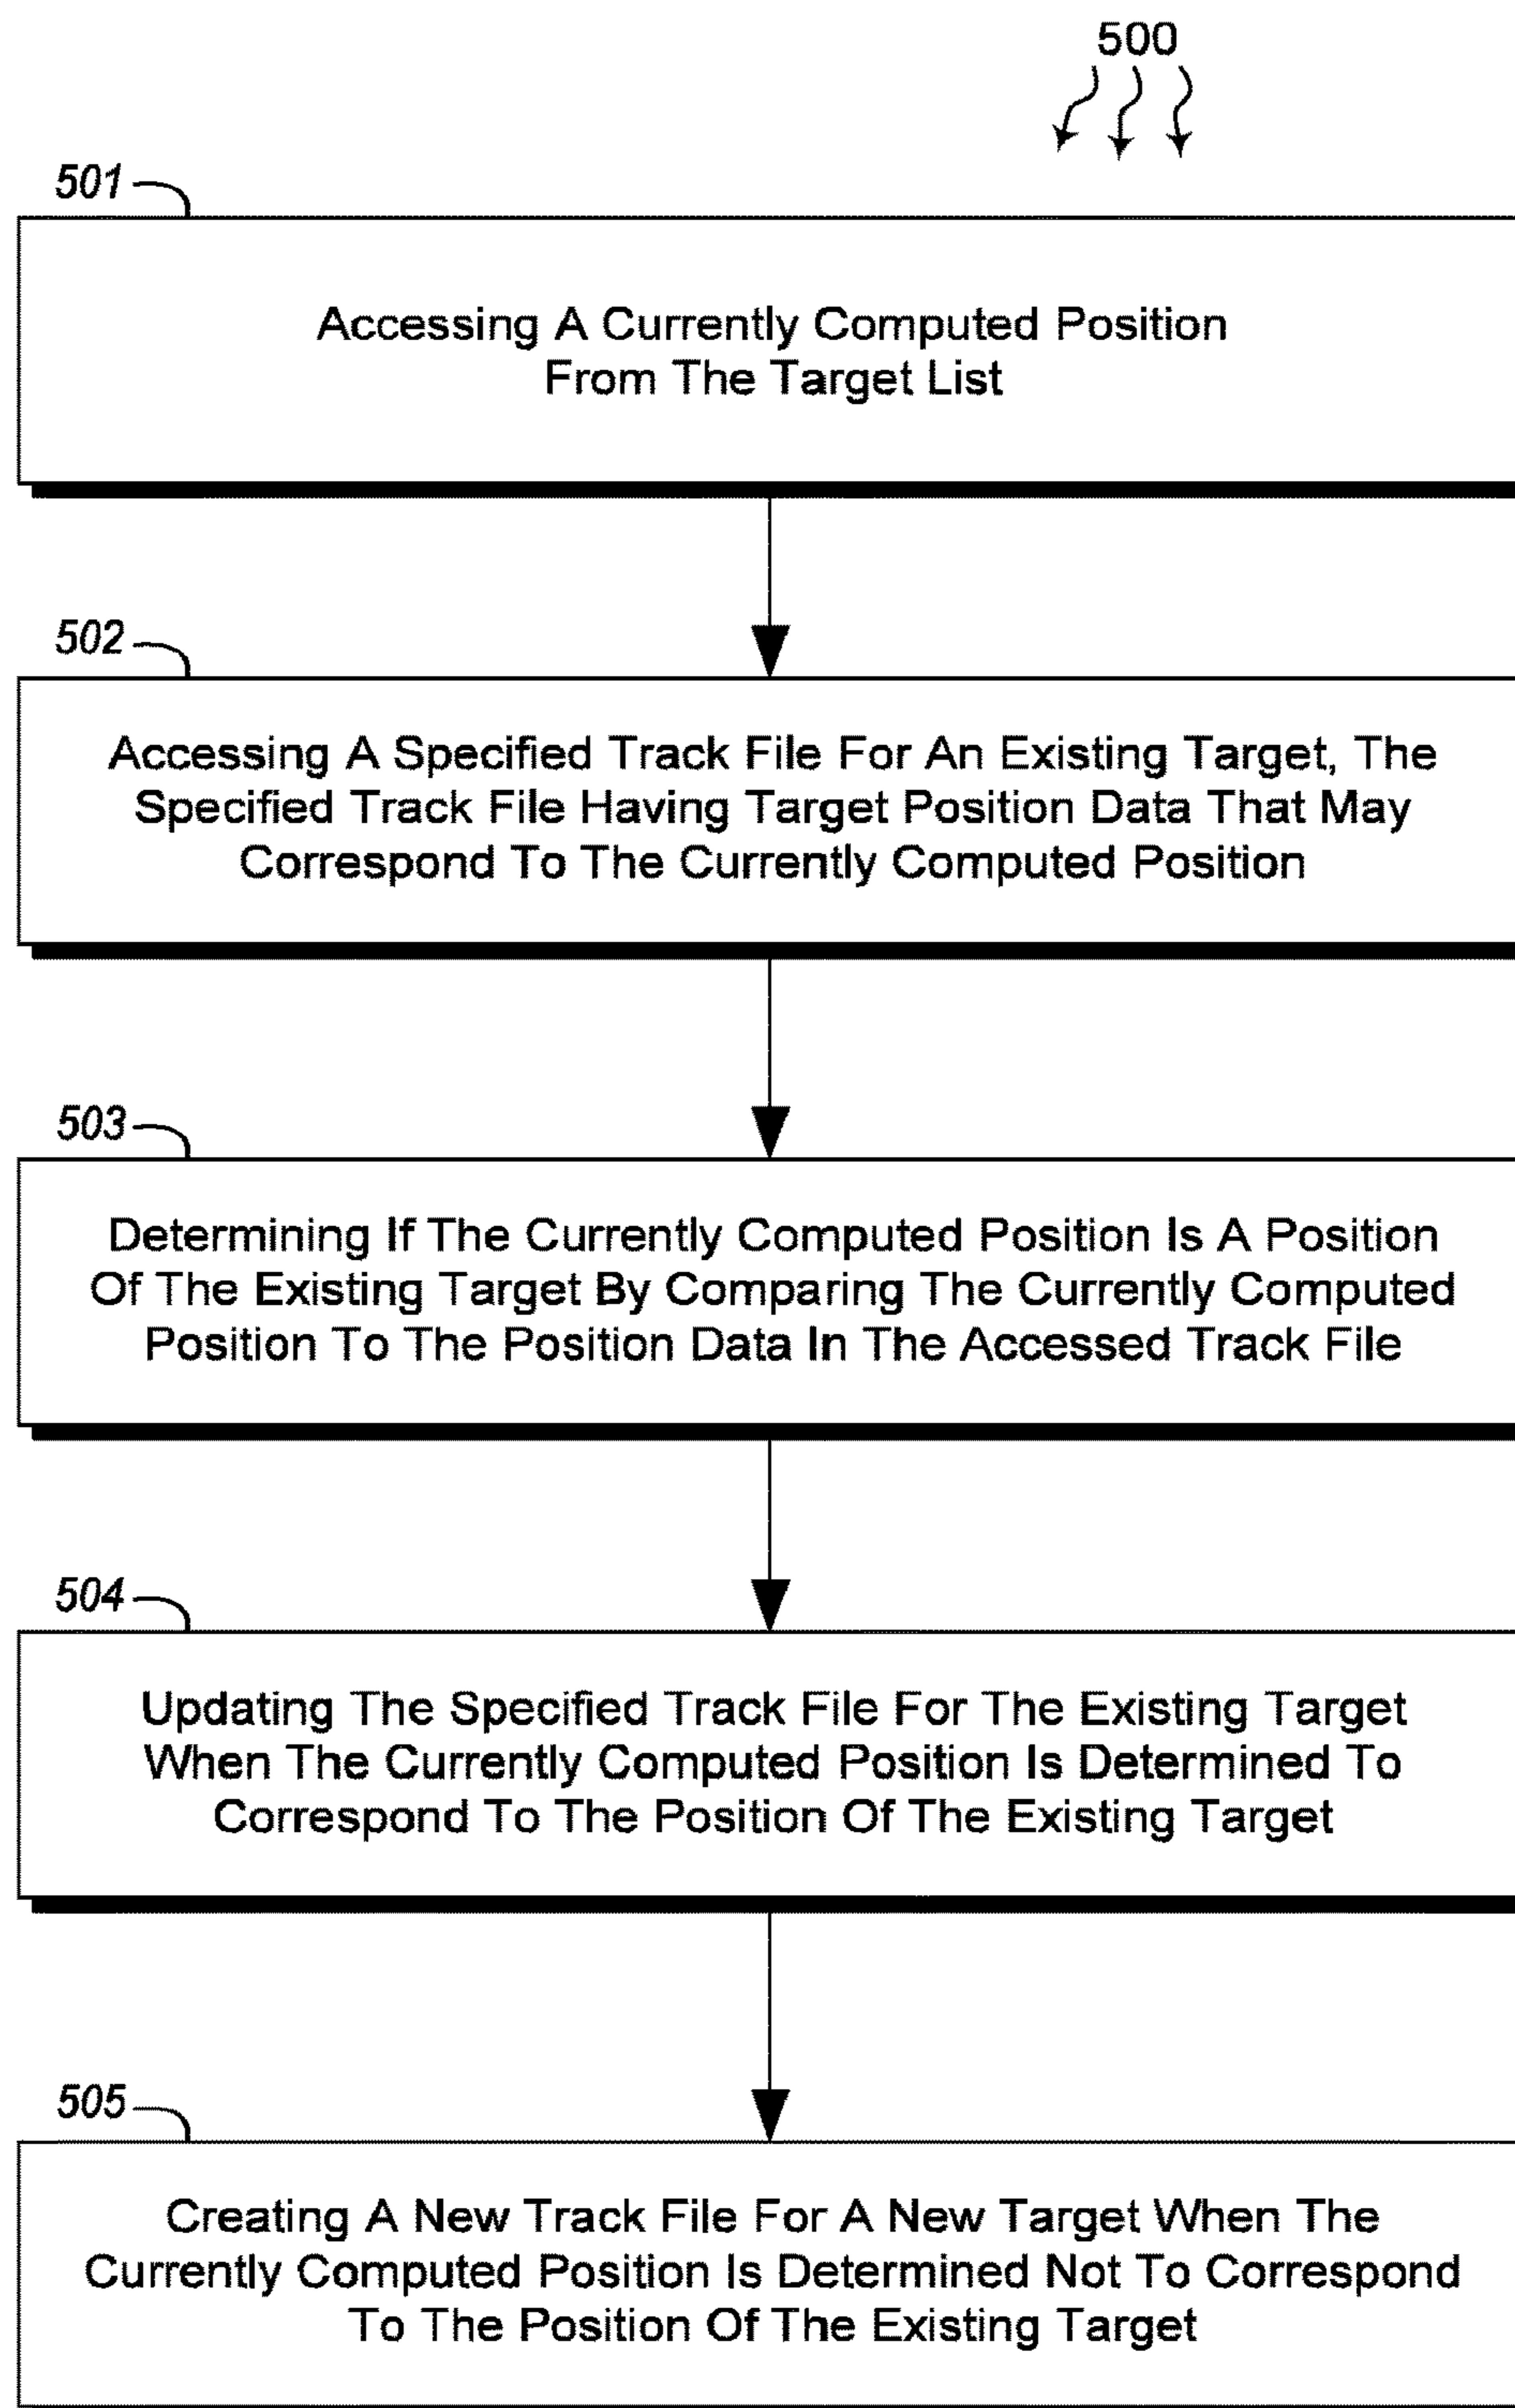 500
501
Accessing A Currently Computed Position
From The Target List
502
Accessing A Specified Track File For An Existing Target, The
Specified Track File Having Target Position Data That May
Correspond To The Currently Computed Position
503
Determining If The Currently Computed Position Is A Position
Of The Existing Target By Comparing The Currently Computed
Position To The Position Data In The Accessed Track File
504
Updating The Specified Track File For The Existing Target
When The Currently Computed Position Is Determined To
Correspond To The Position Of The Existing Target
505
Creating A New Track File For A New Target When The
Currently Computed Position Is Determined Not To Correspond
To The Position Of The Existing Target